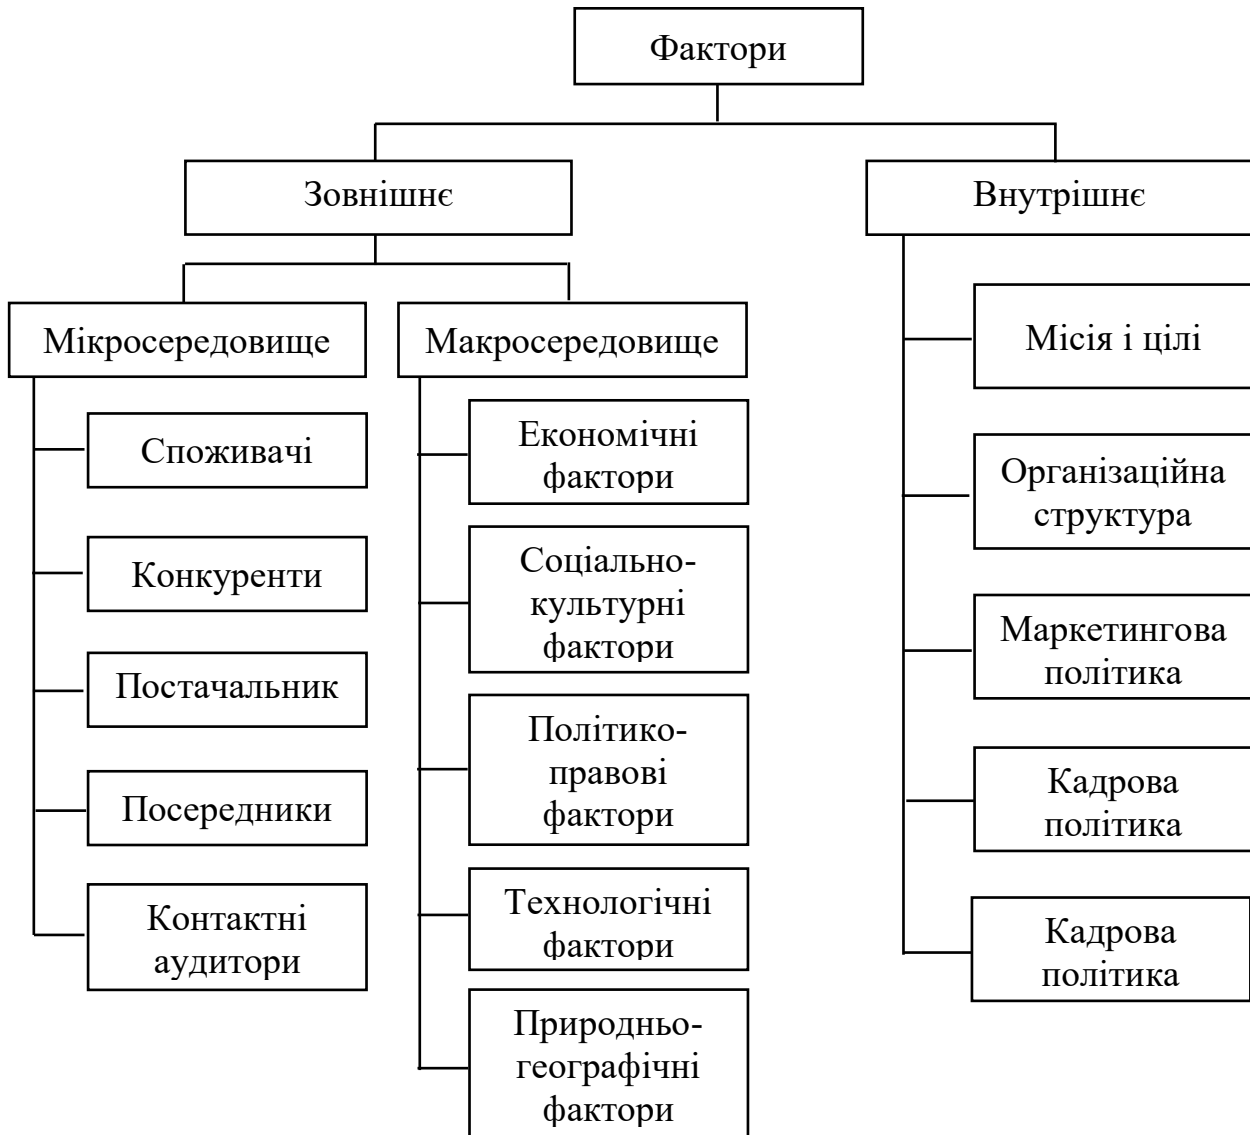 Фактори
Зовнішнє
Внутрішнє
Мікросередовище
Споживачі
Конкуренти
Постачальник
Посередники
Контактні
аудитори
Макросередовище
Економічні
фактори
Соціально-
культурні
фактори
Політико-
правові
фактори
Технологічні
фактори
Природньо-
географічні
фактори
Місія і цілі
Організаційна
структура
Маркетингова
політика
Кадрова
політика
Кадрова
політика